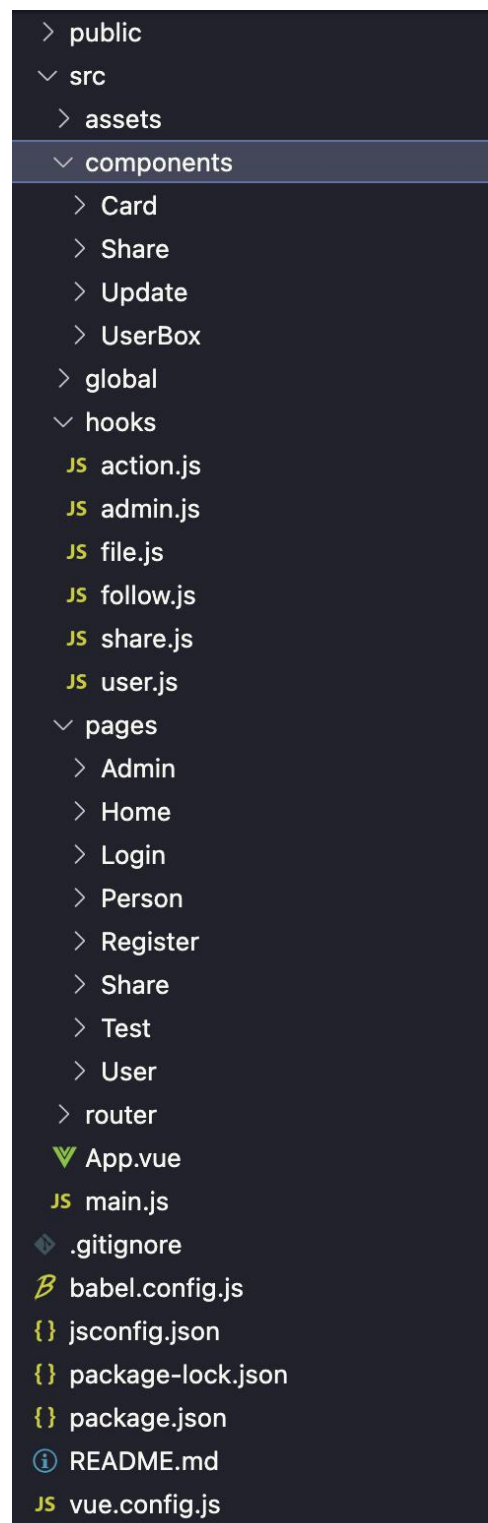 public
src
assets
components
Card
Share
Update
UserBox
global
hooks
JS action.js
JS admin.js
JS file.js
JS follow.js
JS share.js
JS user.js
pages
Admin
Home
Login
Person
Register
Share
Test
User
router
App.vue
JS main.js
.gitignore
babel.config.js
{} jsconfig.json
{} package-lock.json
{} package.json
README.md
JS vue.config.js